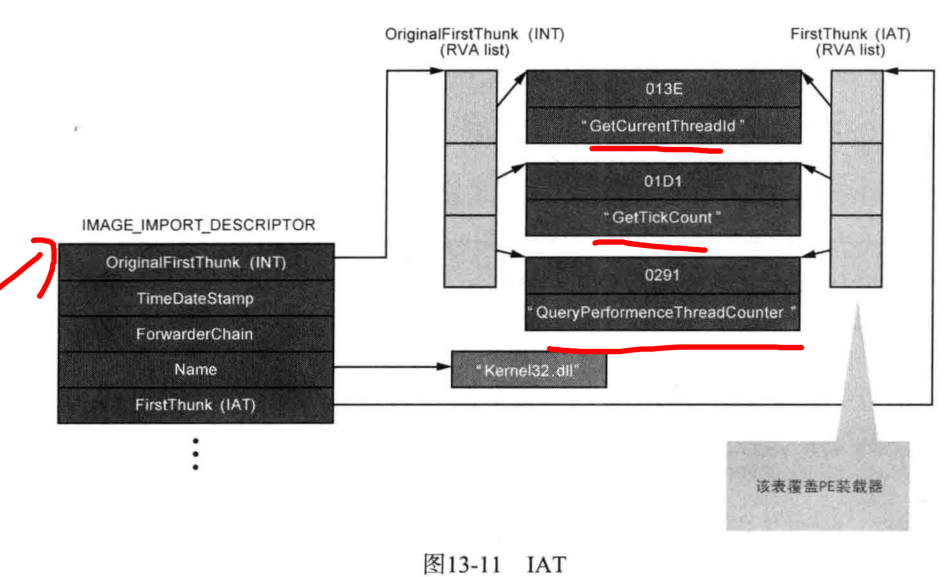 OriginalFirstThunk (INT)
(RVA list)
FirstThunk (IAT)
(RVA list)
013E
"GetCurrentThreadId"
01D1
"GetTickCount"
0291
"QueryPerformenceThreadCounter"
IMAGE_IMPORT_DESCRIPTOR
OriginalFirstThunk (INT)
TimeDateStamp
ForwarderChain
Name
FirstThunk (IAT)
"Kernel32.dll"
该表覆盖PE装载器
图13-11 IAT